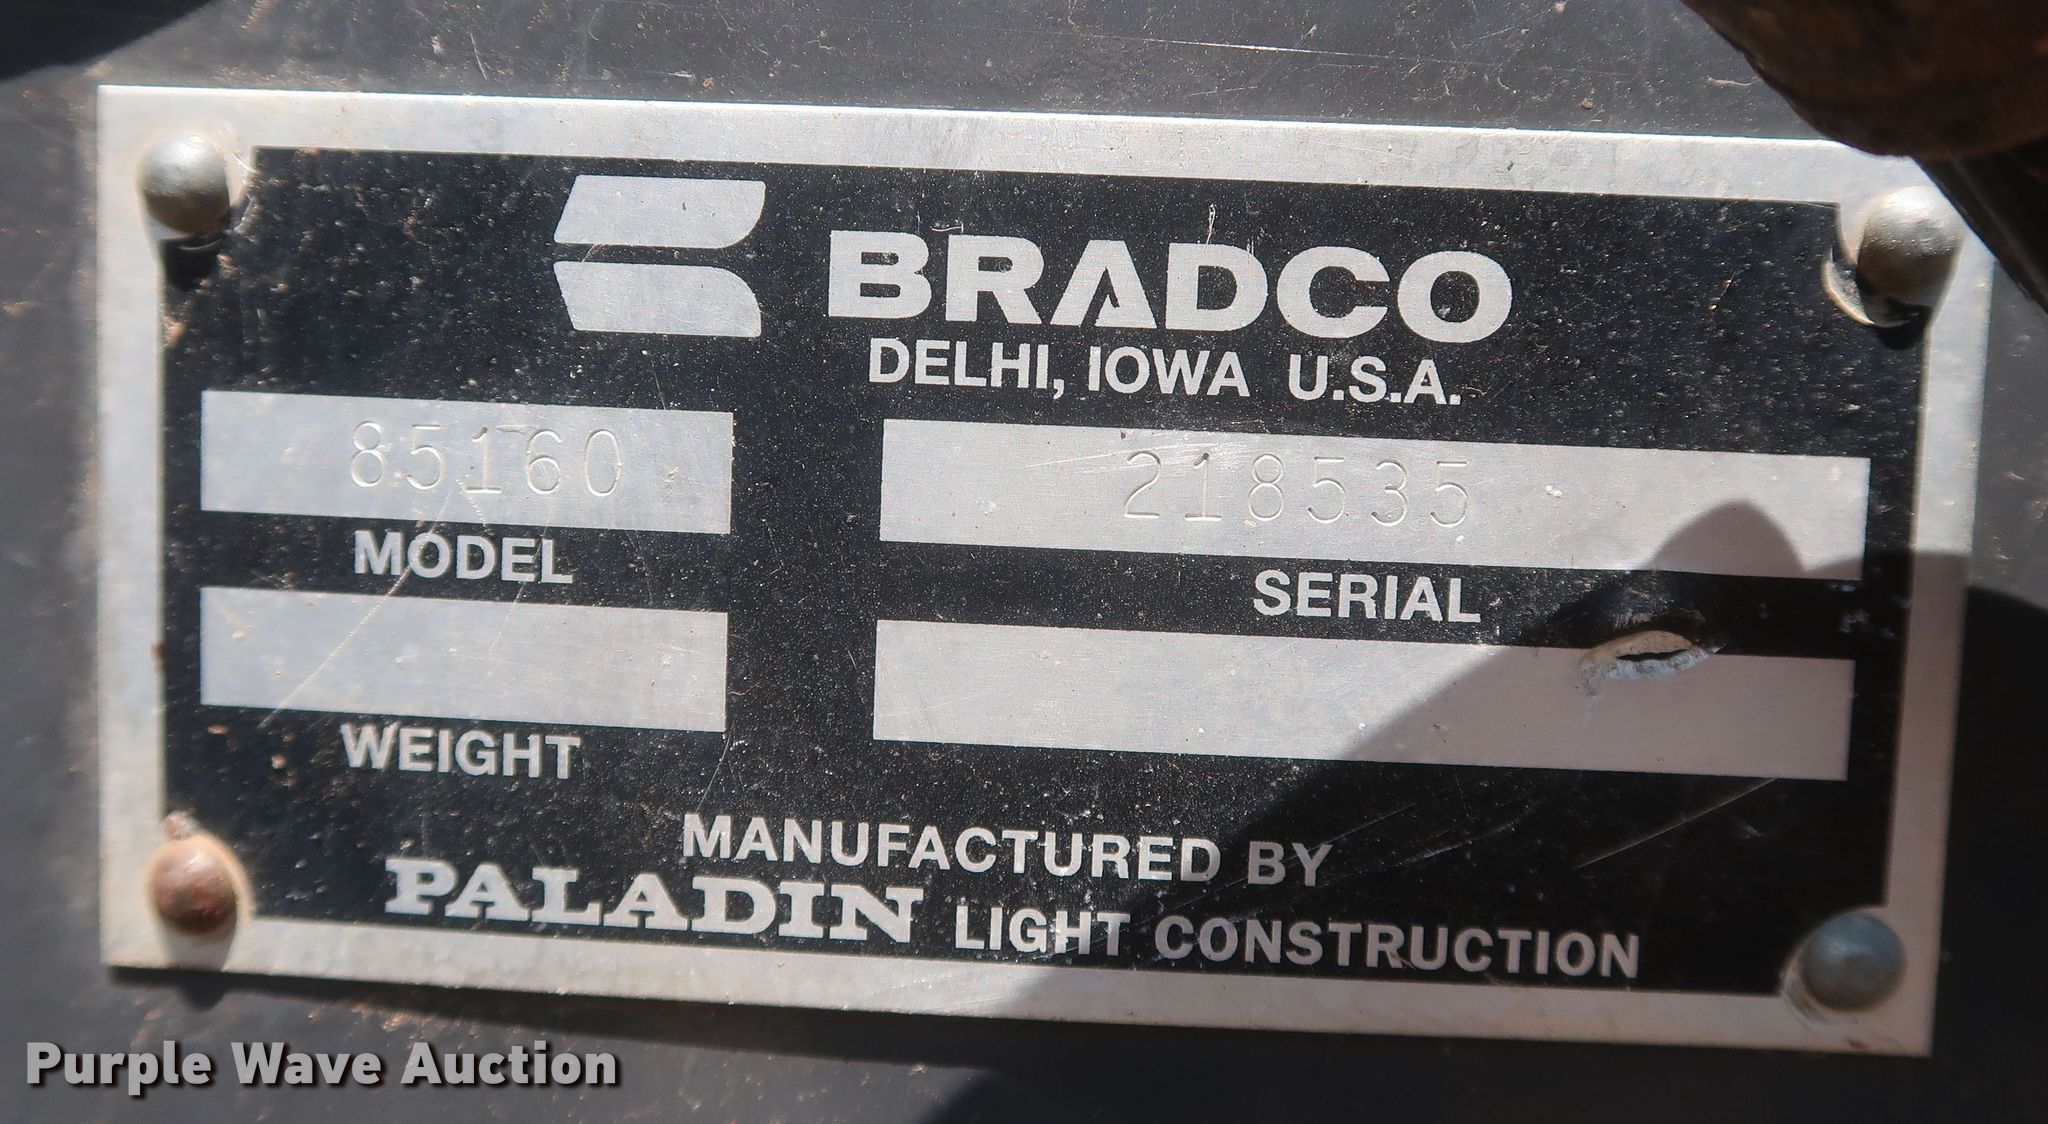 BRADCO
DELHI, IOWA U.S.A.
85160 218535
MODEL SERIAL
WEIGHT
MANUFACTURED BY
PALADIN LIGHT CONSTRUCTION
Purple Wave Auction